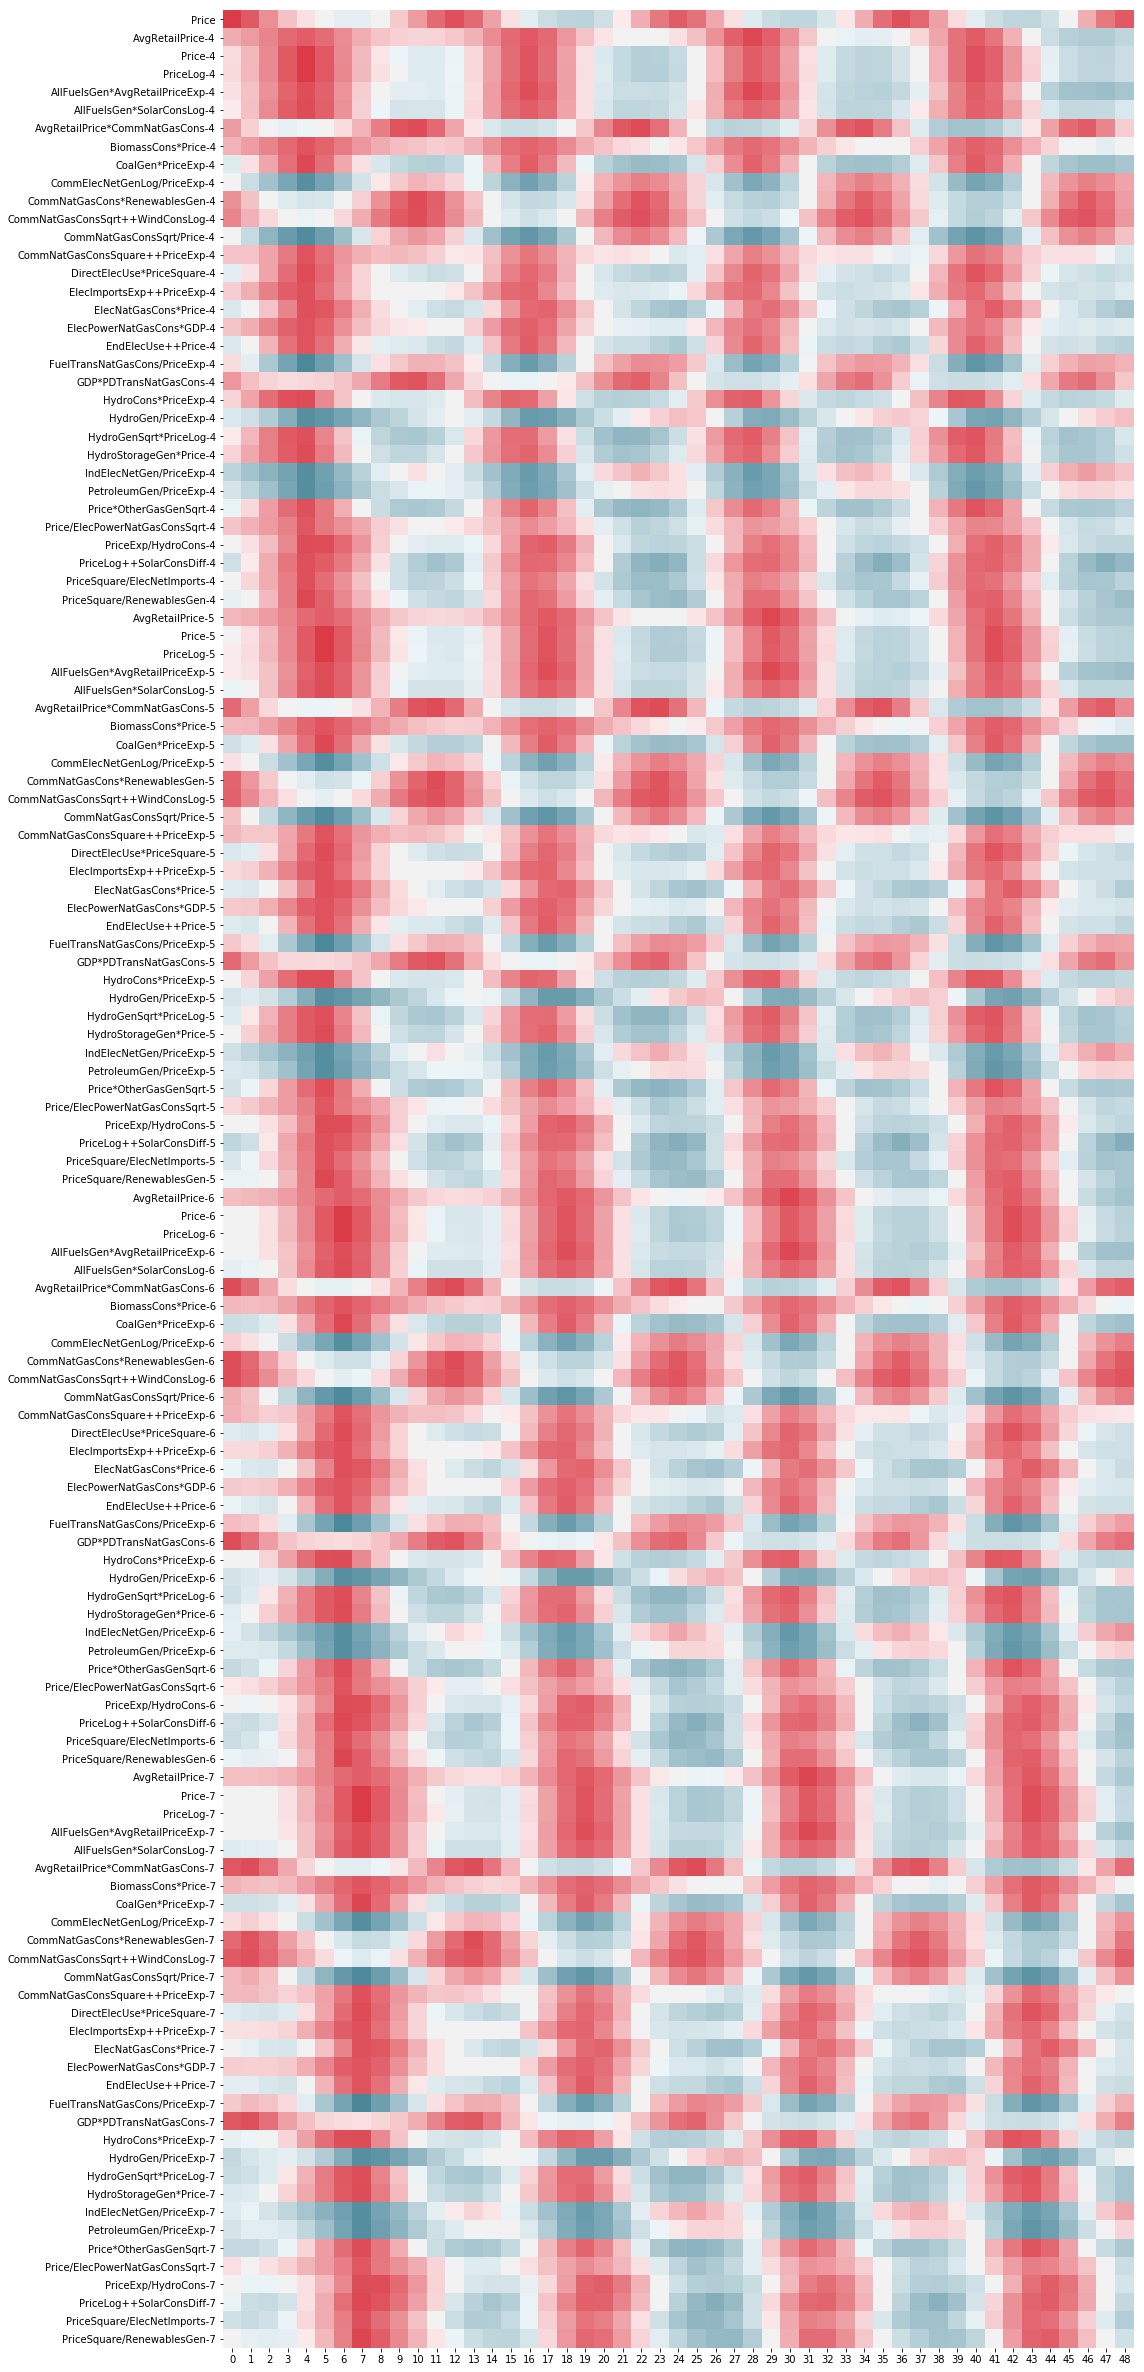 Price
AvgRetailPrice-4
Price-4
PriceLog-4
AllFuelsGen*AvgRetailPriceExp-4
AllFuelsGen*SolarConsLog-4
AvgRetailPrice*CommNatGasCons-4
BiomassCons*Price-4
CoalGen*PriceExp-4
CommElecNetGenLog/PriceExp-4
CommNatGasCons*RenewablesGen-4
CommNatGasConsSqrt++WindConsLog-4
CommNatGasConsSqrt/Price-4
CommNatGasConsSquare++PriceExp-4
DirectElecUse*PriceSquare-4
ElecImportsExp++PriceExp-4
ElecNatGasCons*Price-4
ElecPowerNatGasCons*GDP-4
EndElecUse++Price-4
FuelTransNatGasCons/PriceExp-4
GDP*PDTransNatGasCons-4
HydroCons*PriceExp-4
HydroGen/PriceExp-4
HydroGenSqrt*PriceLog-4
HydroStorageGen*Price-4
IndElecNetGen/PriceExp-4
PetroleumGen/PriceExp-4
Price*OtherGasGenSqrt-4
Price/ElecPowerNatGasConsSqrt-4
PriceExp/HydroCons-4
PriceLog++SolarConsDiff-4
PriceSquare/ElecNetImports-4
PriceSquare/RenewablesGen-4
AvgRetailPrice-5
Price-5
PriceLog-5
AllFuelsGen*AvgRetailPriceExp-5
AllFuelsGen*SolarConsLog-5
AvgRetailPrice*CommNatGasCons-5
BiomassCons*Price-5
CoalGen*PriceExp-5
CommElecNetGenLog/PriceExp-5
CommNatGasCons*RenewablesGen-5
CommNatGasConsSqrt++WindConsLog-5
CommNatGasConsSqrt/Price-5
CommNatGasConsSquare++PriceExp-5
DirectElecUse*PriceSquare-5
ElecImportsExp++PriceExp-5
ElecNatGasCons*Price-5
ElecPowerNatGasCons*GDP-5
EndElecUse++Price-5
FuelTransNatGasCons/PriceExp-5
GDP*PDTransNatGasCons-5
HydroCons*PriceExp-5
HydroGen/PriceExp-5
HydroGenSqrt*PriceLog-5
HydroStorageGen*Price-5
IndElecNetGen/PriceExp-5
PetroleumGen/PriceExp-5
Price*OtherGasGenSqrt-5
Price/ElecPowerNatGasConsSqrt-5
PriceExp/HydroCons-5
PriceLog++SolarConsDiff-5
PriceSquare/ElecNetImports-5
PriceSquare/RenewablesGen-5
AvgRetailPrice-6
Price-6
PriceLog-6
AllFuelsGen*AvgRetailPriceExp-6
AllFuelsGen*SolarConsLog-6
AvgRetailPrice*CommNatGasCons-6
BiomassCons*Price-6
CoalGen*PriceExp-6
CommElecNetGenLog/PriceExp-6
CommNatGasCons*RenewablesGen-6
CommNatGasConsSqrt++WindConsLog-6
CommNatGasConsSqrt/Price-6
CommNatGasConsSquare++PriceExp-6
DirectElecUse*PriceSquare-6
ElecImportsExp++PriceExp-6
ElecNatGasCons*Price-6
ElecPowerNatGasCons*GDP-6
EndElecUse++Price-6
FuelTransNatGasCons/PriceExp-6
GDP*PDTransNatGasCons-6
HydroCons*PriceExp-6
HydroGen/PriceExp-6
HydroGenSqrt*PriceLog-6
HydroStorageGen*Price-6
IndElecNetGen/PriceExp-6
PetroleumGen/PriceExp-6
Price*OtherGasGenSqrt-6
Price/ElecPowerNatGasConsSqrt-6
PriceExp/HydroCons-6
PriceLog++SolarConsDiff-6
PriceSquare/ElecNetImports-6
PriceSquare/RenewablesGen-6
AvgRetailPrice-7
Price-7
PriceLog-7
AllFuelsGen*AvgRetailPriceExp-7
AllFuelsGen*SolarConsLog-7
AvgRetailPrice*CommNatGasCons-7
BiomassCons*Price-7
CoalGen*PriceExp-7
CommElecNetGenLog/PriceExp-7
CommNatGasCons*RenewablesGen-7
CommNatGasConsSqrt++WindConsLog-7
CommNatGasConsSqrt/Price-7
CommNatGasConsSquare++PriceExp-7
DirectElecUse*PriceSquare-7
ElecImportsExp++PriceExp-7
ElecNatGasCons*Price-7
ElecPowerNatGasCons*GDP-7
EndElecUse++Price-7
FuelTransNatGasCons/PriceExp-7
GDP*PDTransNatGasCons-7
HydroCons*PriceExp-7
HydroGen/PriceExp-7
HydroGenSqrt*PriceLog-7
HydroStorageGen*Price-7
IndElecNetGen/PriceExp-7
PetroleumGen/PriceExp-7
Price*OtherGasGenSqrt-7
Price/ElecPowerNatGasConsSqrt-7
PriceExp/HydroCons-7
PriceLog++SolarConsDiff-7
PriceSquare/ElecNetImports-7
PriceSquare/RenewablesGen-7
0 1 2 3 4 5 6 7 8 9 10 11 12 13 14 15 16 17 18 19 20 21 22 23 24 25 26 27 28 29 30 31 32 33 34 35 36 37 38 39 40 41 42 43 44 45 46 47 48